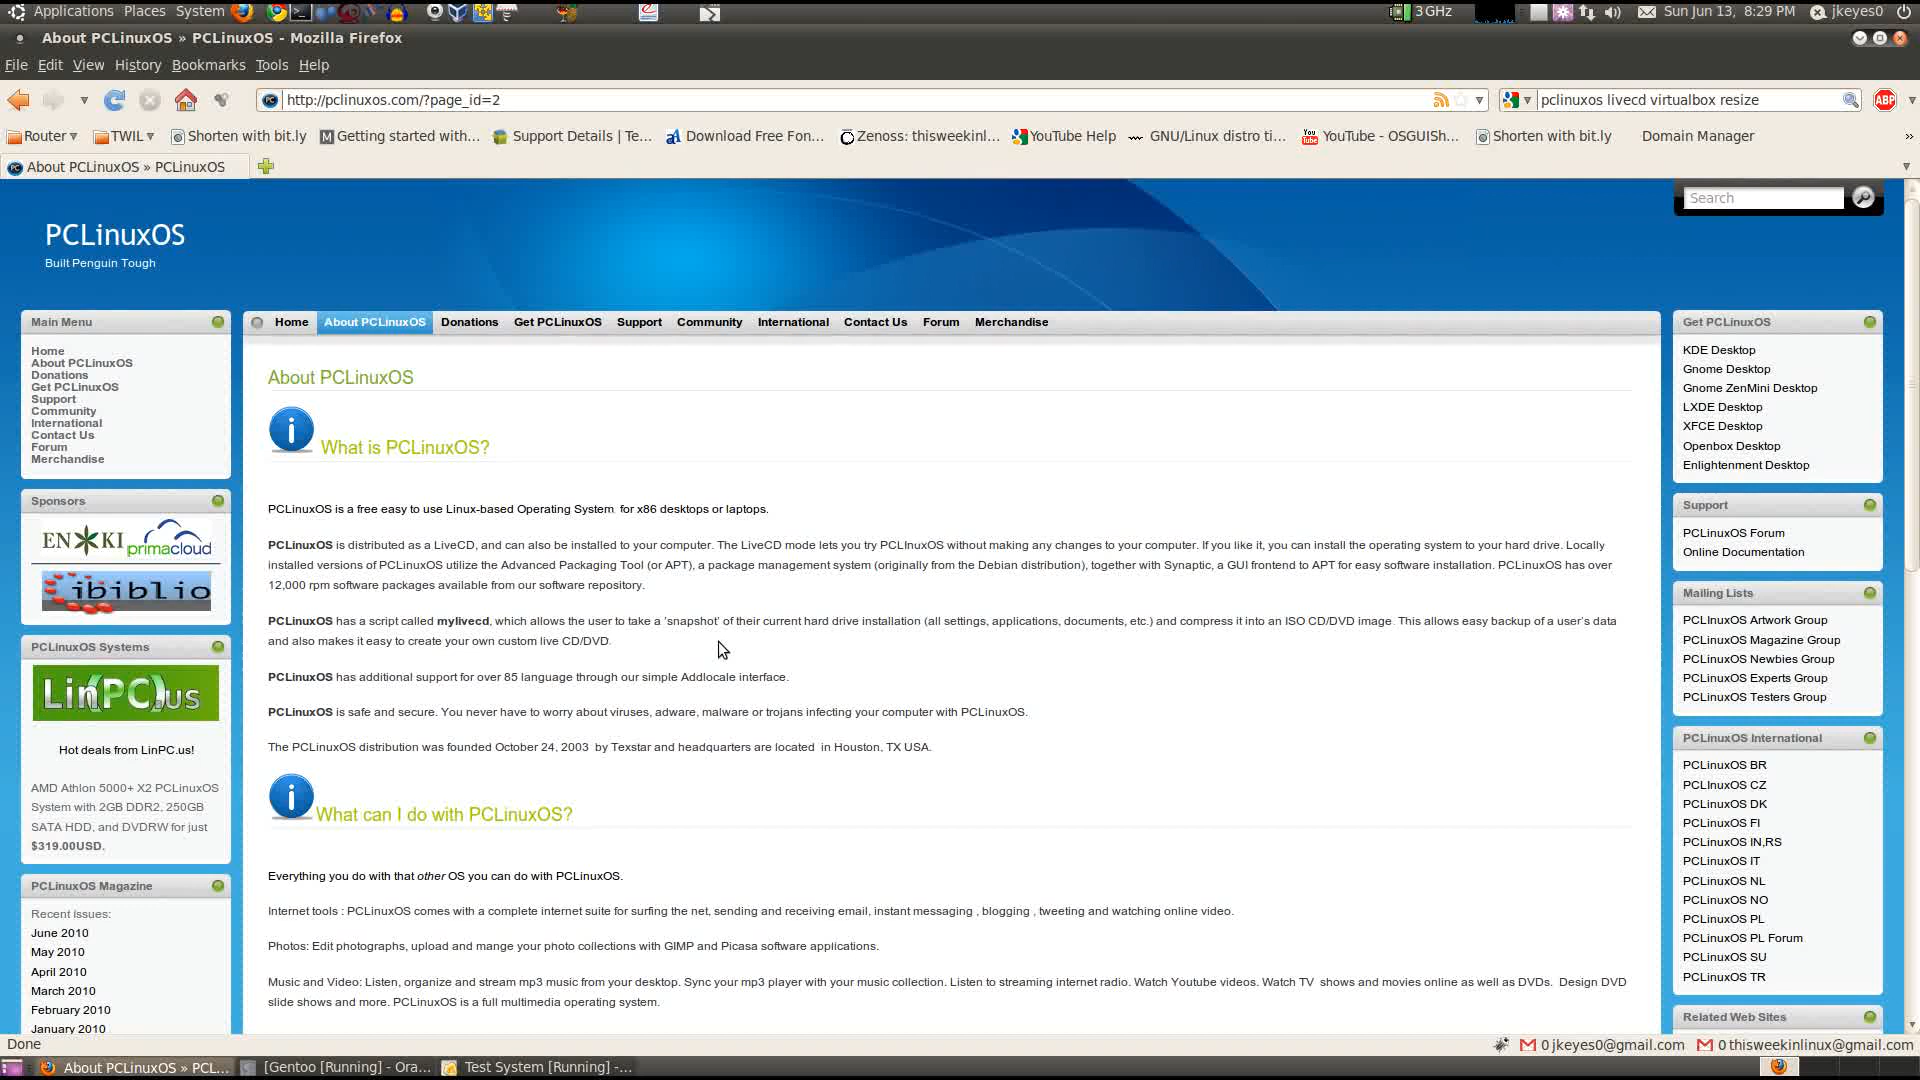 Applications Places System 3 GHz Sun Jun 13, 8:29 PM jkeyes0
About PCLinuxOS » PCLinuxOS - Mozilla Firefox
File Edit View History Bookmarks Tools Help
http://pclinuxos.com/?page_id=2 pclinuxos livecd virtualbox resize ABP
Router TWIL Shorten with bit.ly Getting started with... Support Details | Te... Download Free Fon... Zenoss: thisweekinl... YouTube Help GNU/Linux distro ti... YouTube - OSGUISh... Shorten with bit.ly Domain Manager »
About PCLinuxOS » PCLinuxOS
Search
PCLinuxOS
Built Penguin Tough
Main Menu
Home
About PCLinuxOS
Donations
Get PCLinuxOS
Support
Community
International
Contact Us
Forum
Merchandise
Sponsors
ENKI primacloud
ibiblio
PCLinuxOS Systems
Lin(PC).us
Hot deals from LinPC.us!
AMD Athlon 5000+ X2 PCLinuxOS
System with 2GB DDR2, 250GB
SATA HDD, and DVDRW for just
$319.00USD.
PCLinuxOS Magazine
Recent issues:
June 2010
May 2010
April 2010
March 2010
February 2010
January 2010
Home About PCLinuxOS Donations Get PCLinuxOS Support Community International Contact Us Forum Merchandise
About PCLinuxOS
What is PCLinuxOS?
PCLinuxOS is a free easy to use Linux-based Operating System for x86 desktops or laptops.
PCLinuxOS is distributed as a LiveCD, and can also be installed to your computer. The LiveCD mode lets you try PCLInuxOS without making any changes to your computer. If you like it, you can install the operating system to your hard drive. Locally
installed versions of PCLinuxOS utilize the Advanced Packaging Tool (or APT), a package management system (originally from the Debian distribution), together with Synaptic, a GUI frontend to APT for easy software installation. PCLinuxOS has over
12,000 rpm software packages available from our software repository.
PCLinuxOS has a script called mylivecd, which allows the user to take a 'snapshot' of their current hard drive installation (all settings, applications, documents, etc.) and compress it into an ISO CD/DVD image. This allows easy backup of a user's data
and also makes it easy to create your own custom live CD/DVD.
PCLinuxOS has additional support for over 85 language through our simple Addlocale interface.
PCLinuxOS is safe and secure. You never have to worry about viruses, adware, malware or trojans infecting your computer with PCLinuxOS.
The PCLinuxOS distribution was founded October 24, 2003 by Texstar and headquarters are located in Houston, TX USA.
What can I do with PCLinuxOS?
Everything you do with that other OS you can do with PCLinuxOS.
Internet tools : PCLinuxOS comes with a complete internet suite for surfing the net, sending and receiving email, instant messaging , blogging , tweeting and watching online video.
Photos: Edit photographs, upload and mange your photo collections with GIMP and Picasa software applications.
Music and Video: Listen, organize and stream mp3 music from your desktop. Sync your mp3 player with your music collection. Listen to streaming internet radio. Watch Youtube videos. Watch TV shows and movies online as well as DVDs. Design DVD
slide shows and more. PCLinuxOS is a full multimedia operating system.
Get PCLinuxOS
KDE Desktop
Gnome Desktop
Gnome ZenMini Desktop
LXDE Desktop
XFCE Desktop
Openbox Desktop
Enlightenment Desktop
Support
PCLinuxOS Forum
Online Documentation
Mailing Lists
PCLInuxOS Artwork Group
PCLinuxOS Magazine Group
PCLinuxOS Newbies Group
PCLinuxOS Experts Group
PCLinuxOS Testers Group
PCLinuxOS International
PCLinuxOS BR
PCLInuxOS CZ
PCLinuxOS DK
PCLinuxOS FI
PCLinuxOS IN,RS
PCLinuxOS IT
PCLinuxOS NL
PCLinuxOS NO
PCLinuxOS PL
PCLinuxOS PL Forum
PCLinuxOS SU
PCLinuxOS TR
Related Web Sites
Done 0 jkeyes0@gmail.com 0 thisweekinlinux@gmail.com
About PCLinuxOS » PCL... [Gentoo [Running] - Ora... Test System [Running] -...